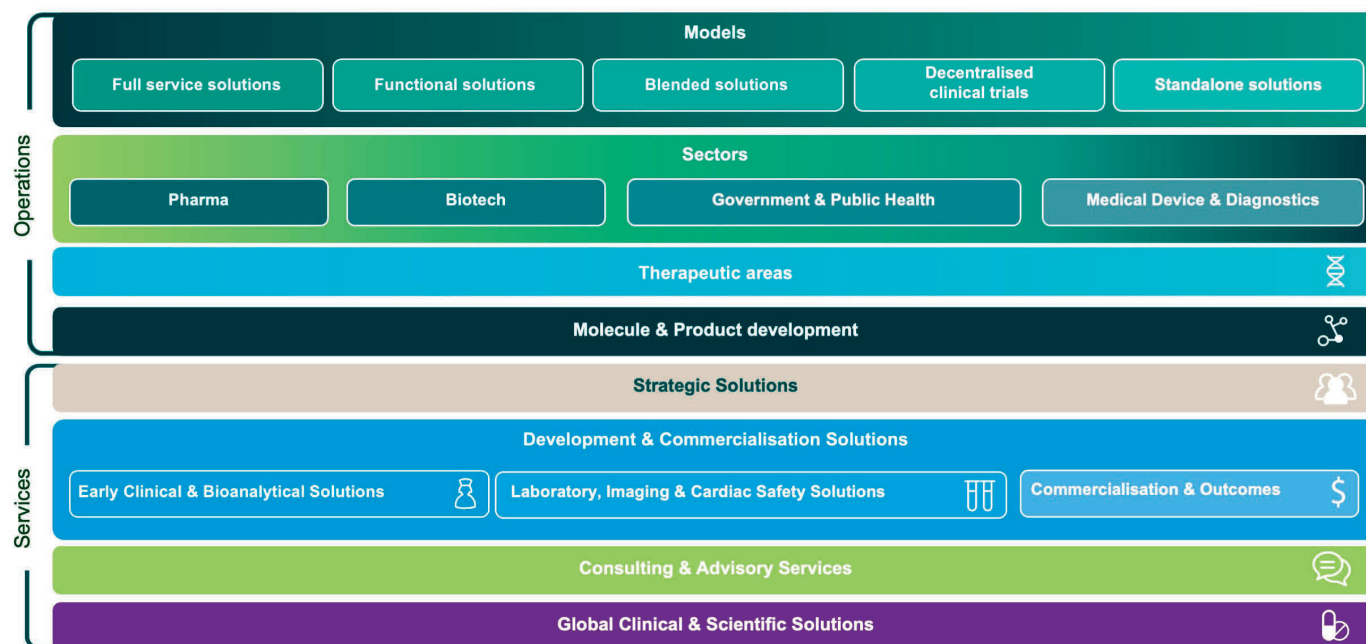 Operations
Models
Full service solutions
Functional solutions
Blended solutions
Decentralised
clinical trials
Standalone solutions
Sectors
Pharma
Biotech
Government & Public Health
Medical Device & Diagnostics
Therapeutic areas
Molecule & Product development
Services
Strategic Solutions
Development & Commercialisation Solutions
Early Clinical & Bioanalytical Solutions
Laboratory, Imaging & Cardiac Safety Solutions
Commercialisation & Outcomes
$
Consulting & Advisory Services
Global Clinical & Scientific Solutions